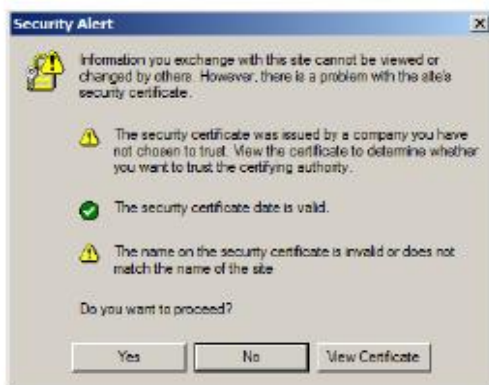 Security Alert
Information you exchange with this site cannot be viewed or
changed by others. However, there is a problem with the site's
security certificate.
The security certificate was issued by a company you have
not chosen to trust. View the certificate to determine whether
you want to trust the certifying authority.
The security certificate date is valid.
The name on the security certificate is invalid or does not
match the name of the site
Do you want to proceed?
Yes
No
View Certificate